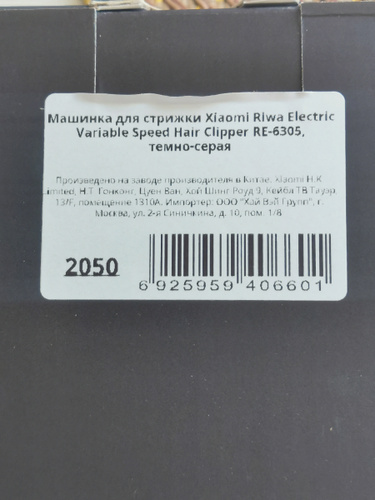 Машинка для стрижки Xiaomi Riwa Electric
Variable Speed Hair Clipper RE-6305,
темно-серая
Произведено на заводе производителя в Китае. Xiaomi H.K.
Limited, Н.Т. Гонконг, Цуен Ван, Хой Шинг Роуд 9, Кейбл ТВ Тауэр,
13/F, помещение 1310A. Импортер: ООО "Хай Вэй Групп", г.
Москва, ул. 2-я Синичкина, д. 10, пом. 1/8
2050
6 925959 406601